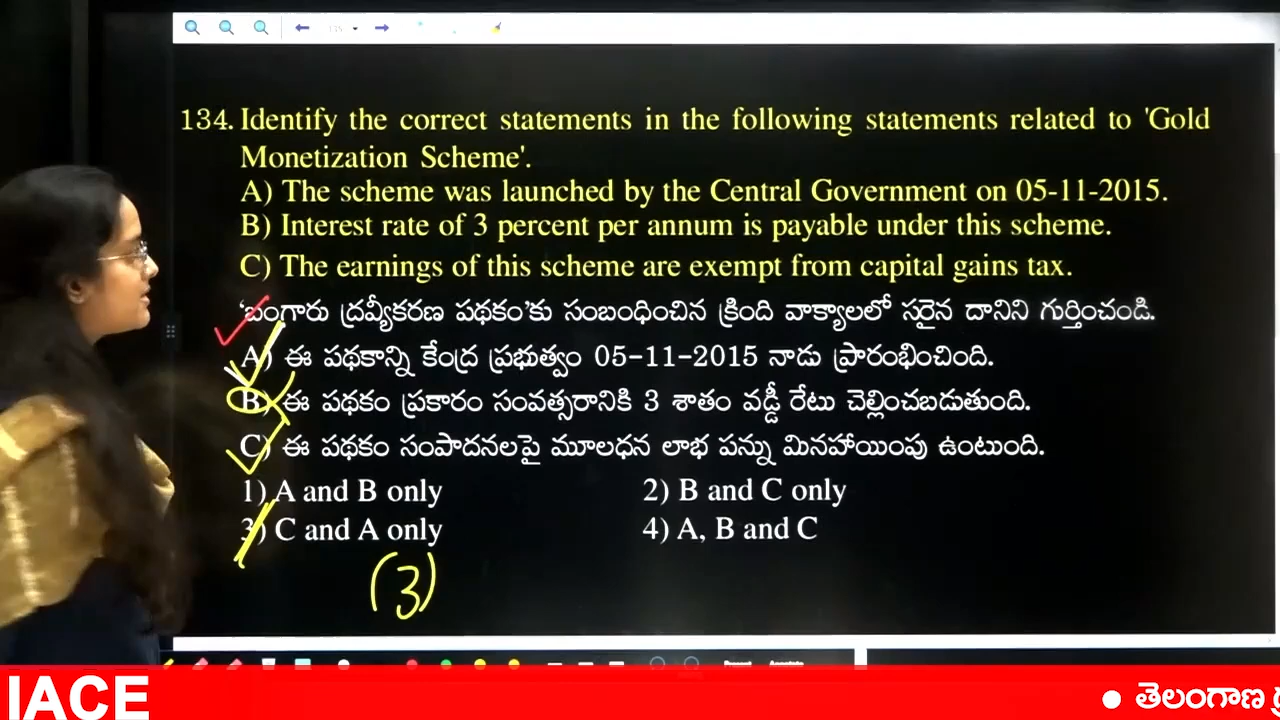 134. Identify the correct statements in the following statements related to 'Gold
Monetization Scheme'.
A) The scheme was launched by the Central Government on 05-11-2015.
B) Interest rate of 3 percent per annum is payable under this scheme.
C) The earnings of this scheme are exempt from capital gains tax.
'బంగారు ద్రవ్యీకరణ పథకం'కు సంబంధించిన క్రింది వాక్యాలలో సరైన దానిని గుర్తించండి.
A) ఈ పథకాన్ని కేంద్ర ప్రభుత్వం 05-11-2015 నాడు ప్రారంభించింది.
B) ఈ పథకం ప్రకారం సంవత్సరానికి 3 శాతం వడ్డీ రేటు చెల్లించబడుతుంది.
C) ఈ పథకం సంపాదనలపై మూలధన లాభ పన్ను మినహాయింపు ఉంటుంది.
1) A and B only 2) B and C only
3) C and A only 4) A, B and C
(3)
IACE ● తెలంగాణ